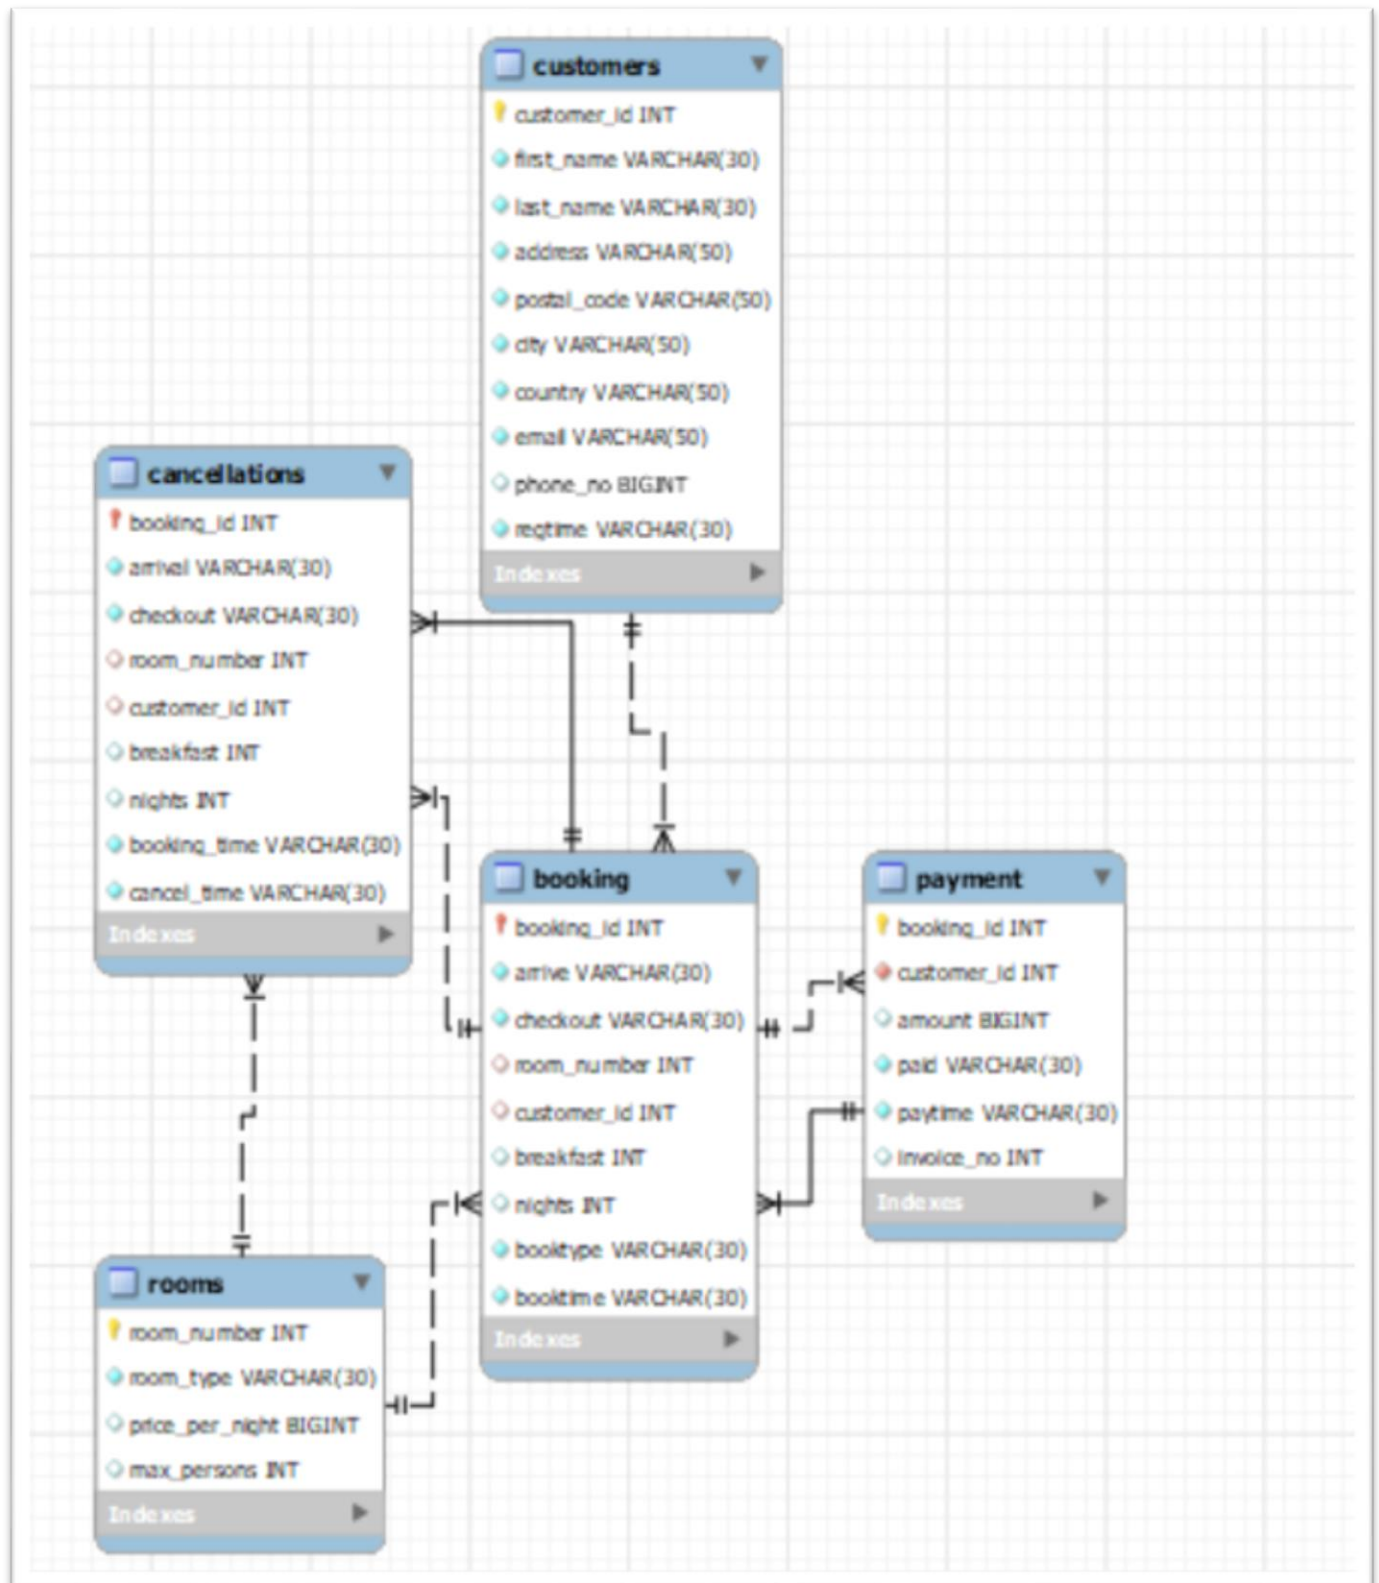 customers
customer_id INT
first_name VARCHAR(30)
last_name VARCHAR(30)
address VARCHAR(50)
postal_code VARCHAR(50)
city VARCHAR(50)
country VARCHAR(50)
email VARCHAR(50)
phone_no BIGINT
regtime VARCHAR(30)
Indexes
cancellations
booking_id INT
arrival VARCHAR(30)
checkout VARCHAR(30)
room_number INT
customer_id INT
breakfast INT
nights INT
booking_time VARCHAR(30)
cancel_time VARCHAR(30)
Indexes
booking
booking_id INT
arrive VARCHAR(30)
checkout VARCHAR(30)
room_number INT
customer_id INT
breakfast INT
nights INT
booktype VARCHAR(30)
booktime VARCHAR(30)
Indexes
payment
booking_id INT
customer_id INT
amount BIGINT
paid VARCHAR(30)
paytime VARCHAR(30)
invoice_no INT
Indexes
rooms
room_number INT
room_type VARCHAR(30)
price_per_night BIGINT
max_persons INT
Indexes